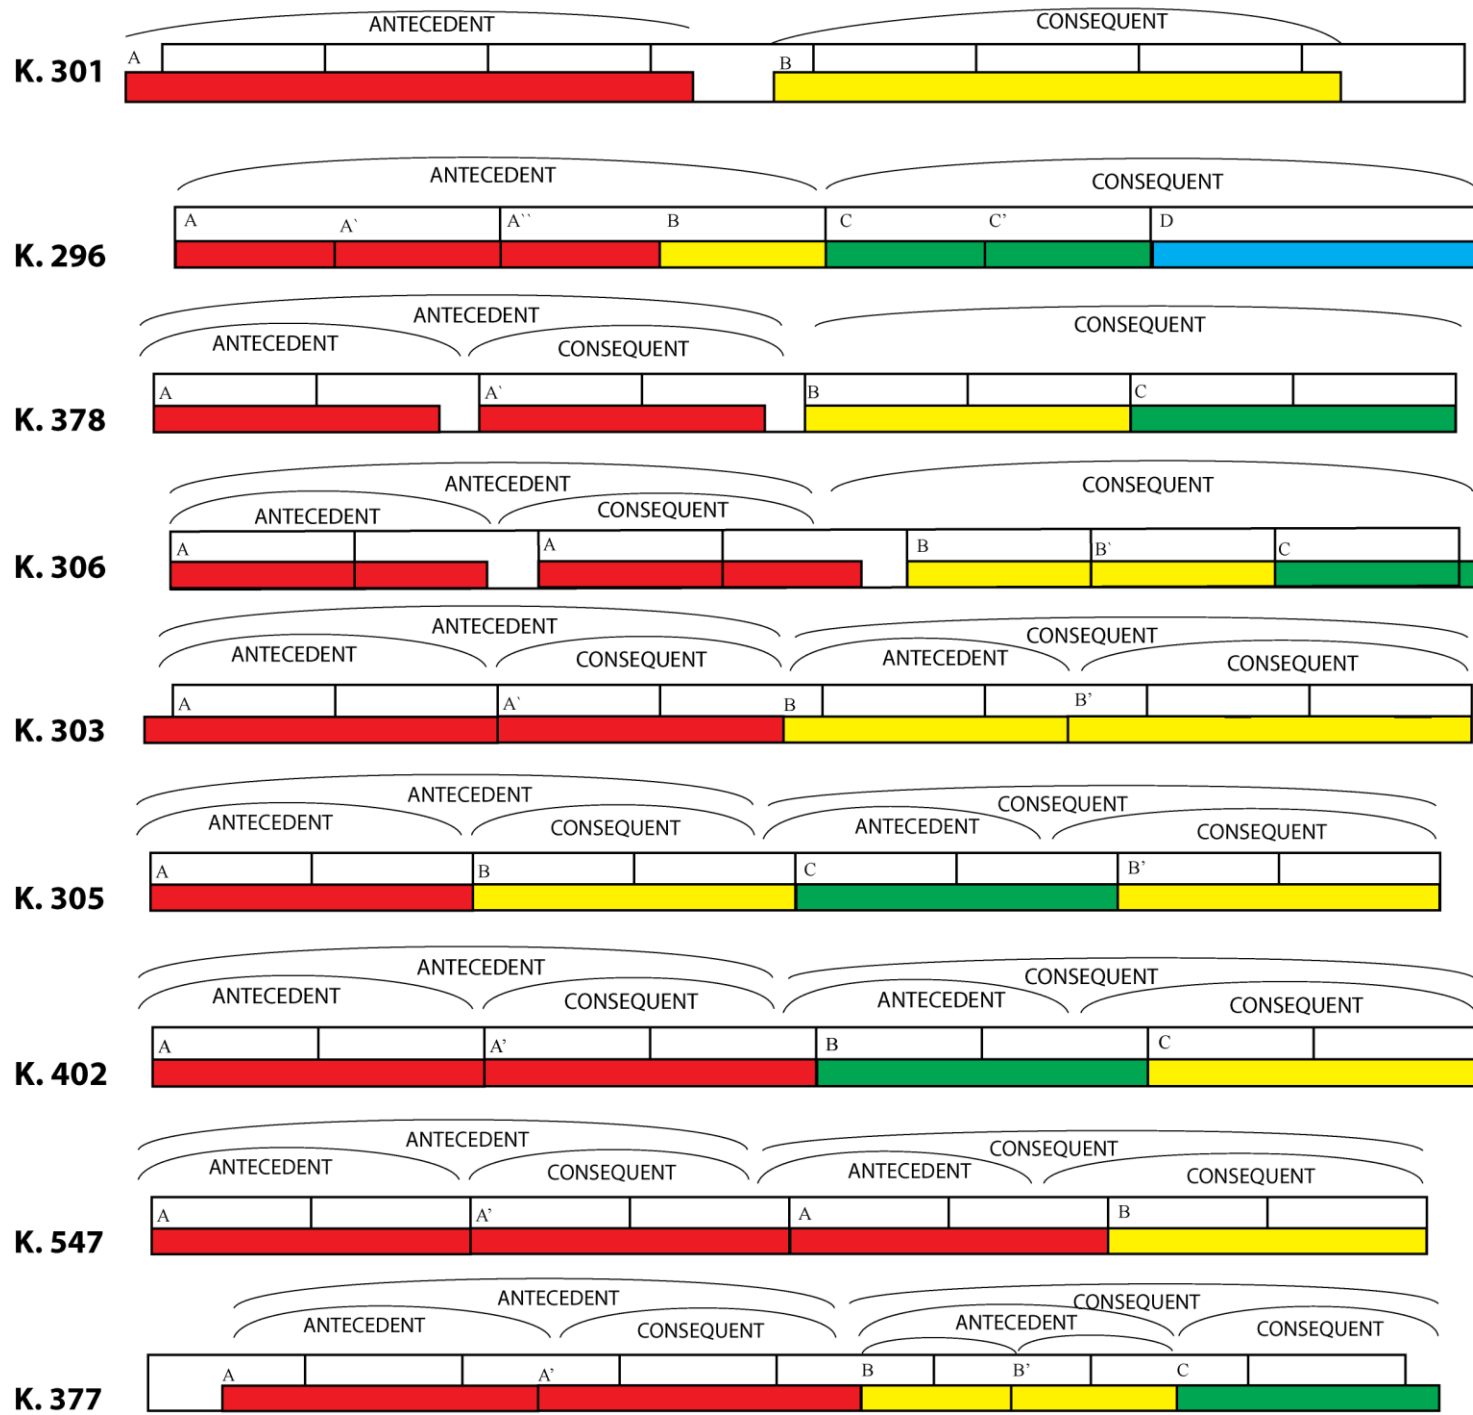 ANTECEDENT CONSEQUENT
K. 301 A B
ANTECEDENT CONSEQUENT
A A` A`` B C C’ D
K. 296
ANTECEDENT
ANTECEDENT CONSEQUENT CONSEQUENT
A A` B C
K. 378
ANTECEDENT CONSEQUENT
ANTECEDENT CONSEQUENT
A A B B` C
K. 306
ANTECEDENT CONSEQUENT
ANTECEDENT CONSEQUENT ANTECEDENT CONSEQUENT
A A` B B’
K. 303
ANTECEDENT CONSEQUENT
ANTECEDENT CONSEQUENT ANTECEDENT CONSEQUENT
A B C B’
K. 305
ANTECEDENT CONSEQUENT
ANTECEDENT CONSEQUENT ANTECEDENT CONSEQUENT
A A’ B C
K. 402
ANTECEDENT CONSEQUENT
ANTECEDENT CONSEQUENT ANTECEDENT CONSEQUENT
A A’ A B
K. 547
ANTECEDENT CONSEQUENT
ANTECEDENT CONSEQUENT ANTECEDENT CONSEQUENT
A A’ B B’ C
K. 377